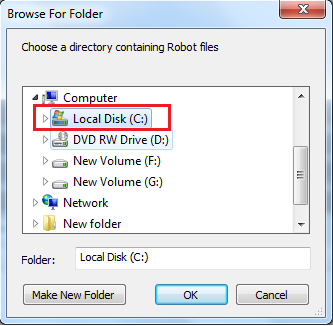 Browse For Folder
Choose a directory containing Robot files
Computer
Local Disk (C:)
DVD RW Drive (D:)
New Volume (F:)
New Volume (G:)
Network
New folder
Folder: Local Disk (C:)
Make New Folder OK Cancel